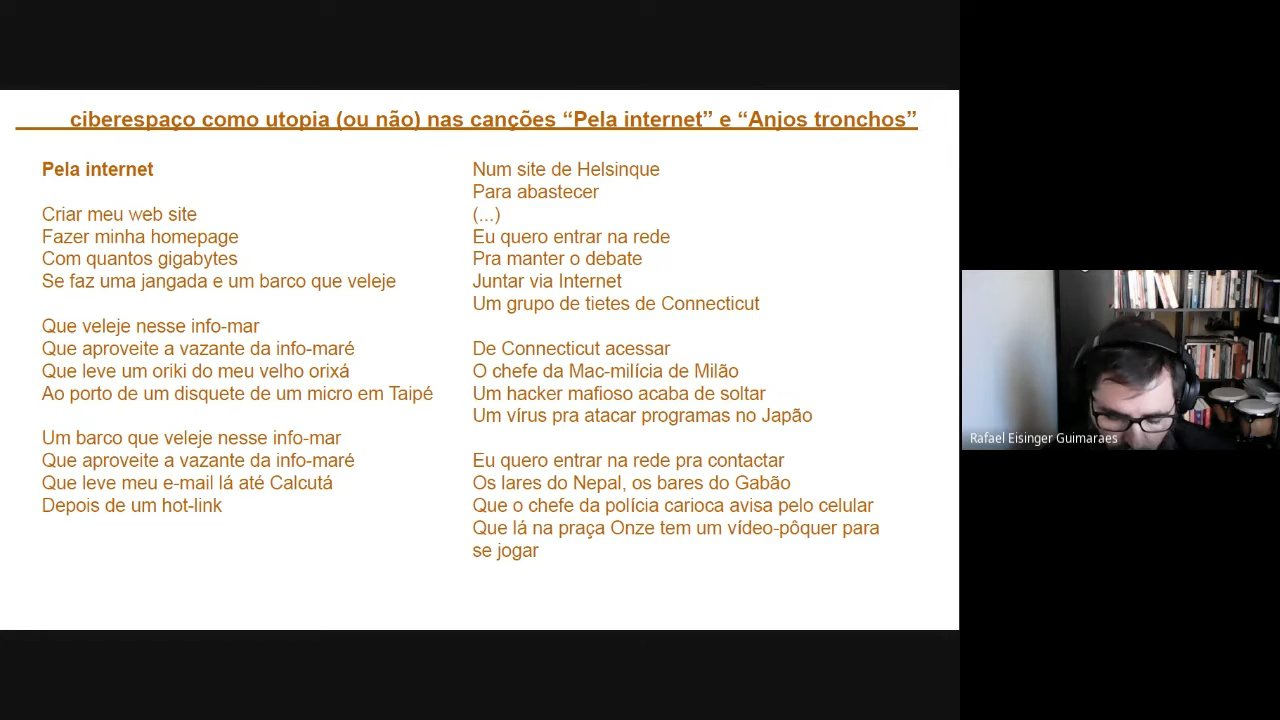 ciberespaço como utopia (ou não) nas canções “Pela internet” e “Anjos tronchos”
Pela internet
Criar meu web site
Fazer minha homepage
Com quantos gigabytes
Se faz uma jangada e um barco que veleje
Que veleje nesse info-mar
Que aproveite a vazante da info-maré
Que leve um oriki do meu velho orixá
Ao porto de um disquete de um micro em Taipé
Um barco que veleje nesse info-mar
Que aproveite a vazante da info-maré
Que leve meu e-mail lá até Calcutá
Depois de um hot-link
Num site de Helsinque
Para abastecer
(...)
Eu quero entrar na rede
Pra manter o debate
Juntar via Internet
Um grupo de tietes de Connecticut
De Connecticut acessar
O chefe da Mac-milícia de Milão
Um hacker mafioso acaba de soltar
Um vírus pra atacar programas no Japão
Eu quero entrar na rede pra contactar
Os lares do Nepal, os bares do Gabão
Que o chefe da polícia carioca avisa pelo celular
Que lá na praça Onze tem um vídeo-pôquer para
se jogar
Rafael Eisinger Guimaraes